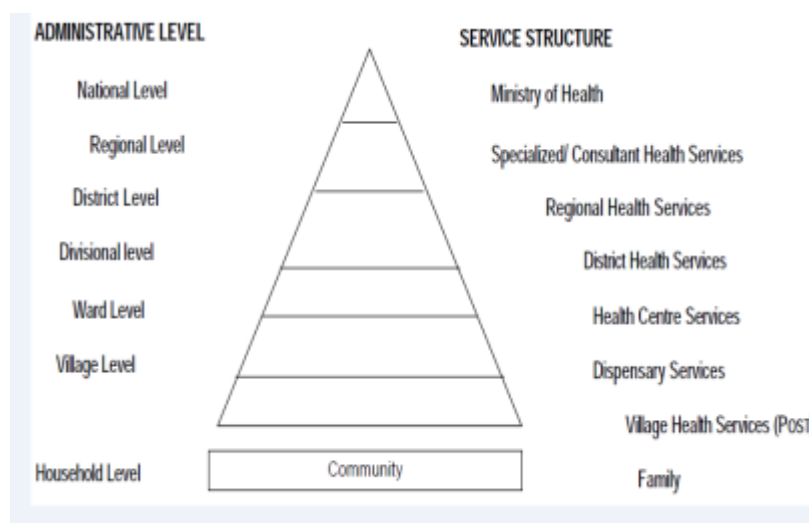 ADMINISTRATIVE LEVEL
SERVICE STRUCTURE
National Level
Ministry of Health
Regional Level
Specialized/ Consultant Health Services
District Level
Regional Health Services
Divisional level
District Health Services
Ward Level
Health Centre Services
Village Level
Dispensary Services
Village Health Services (POST
Household Level
Community
Family